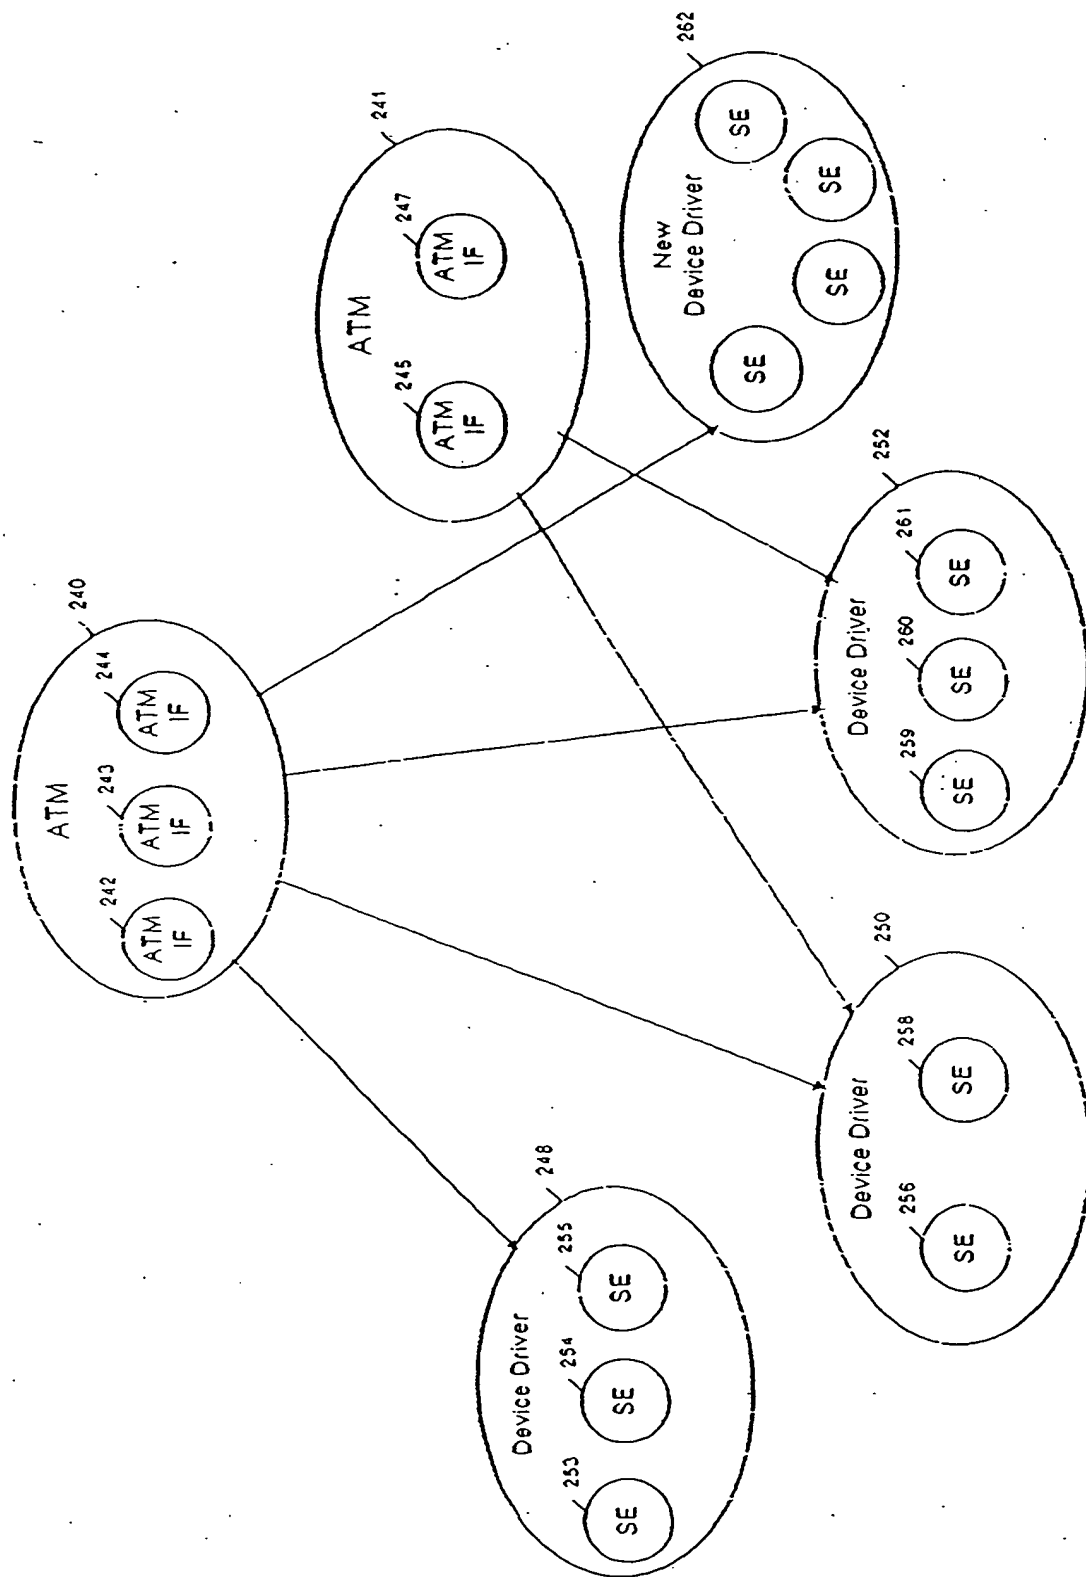 240
ATM
242
ATM
IF
243
ATM
IF
244
ATM
IF
241
ATM
245
ATM
IF
247
ATM
IF
248
Device Driver
253
SE
254
SE
255
SE
250
Device Driver
256
SE
258
SE
252
Device Driver
259
SE
260
SE
261
SE
262
New
Device Driver
SE
SE
SE
SE